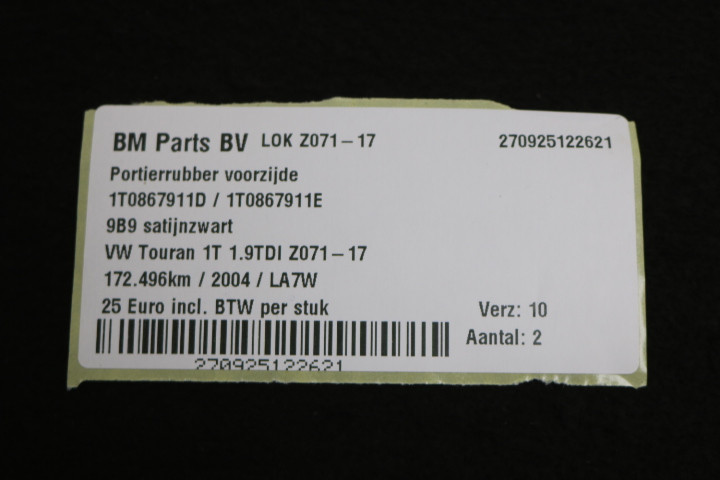 BM Parts BV LOK Z071-17 270925122621
Portierrubber voorzijde
1T0867911D / 1T0867911E
9B9 satijnzwart
VW Touran 1T 1.9TDI Z071-17
172.496km / 2004 / LA7W
25 Euro incl. BTW per stuk Verz: 10
Aantal: 2
270925122621